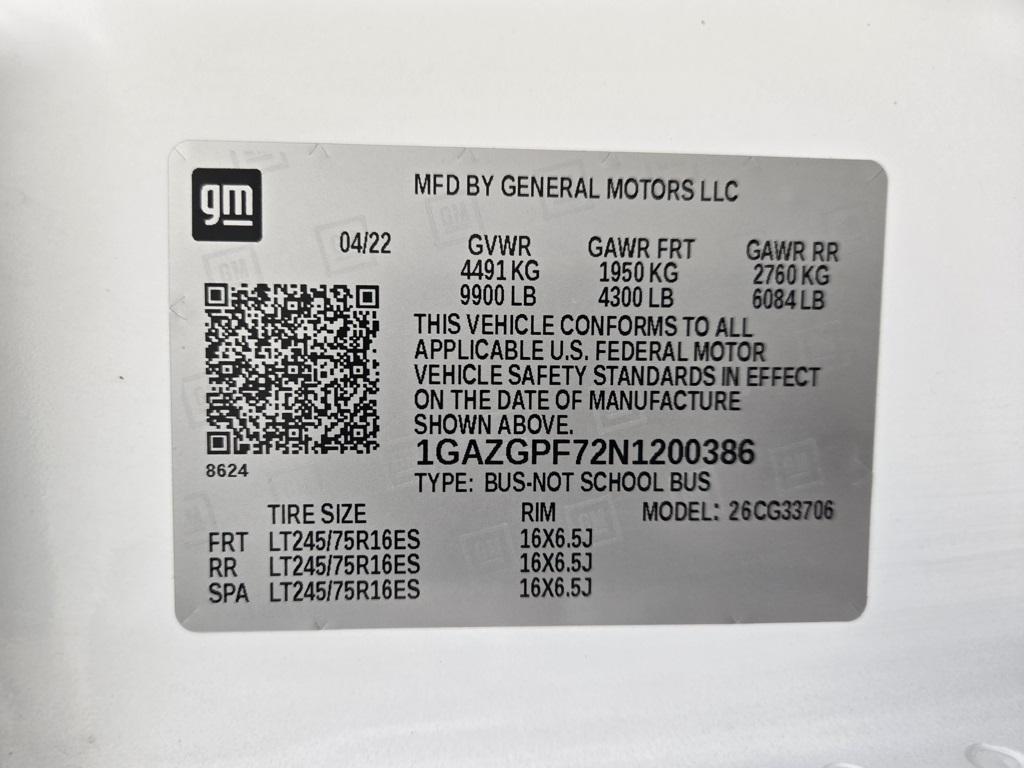 gm
MFD BY GENERAL MOTORS LLC
04/22 GVWR GAWR FRT GAWR RR
4491 KG 1950 KG 2760 KG
9900 LB 4300 LB 6084 LB
THIS VEHICLE CONFORMS TO ALL
APPLICABLE U.S. FEDERAL MOTOR
VEHICLE SAFETY STANDARDS IN EFFECT
ON THE DATE OF MANUFACTURE
SHOWN ABOVE.
8624
1GAZGPF72N1200386
TYPE: BUS-NOT SCHOOL BUS
TIRE SIZE RIM MODEL: 26CG33706
FRT LT245/75R16ES 16X6.5J
RR LT245/75R16ES 16X6.5J
SPA LT245/75R16ES 16X6.5J